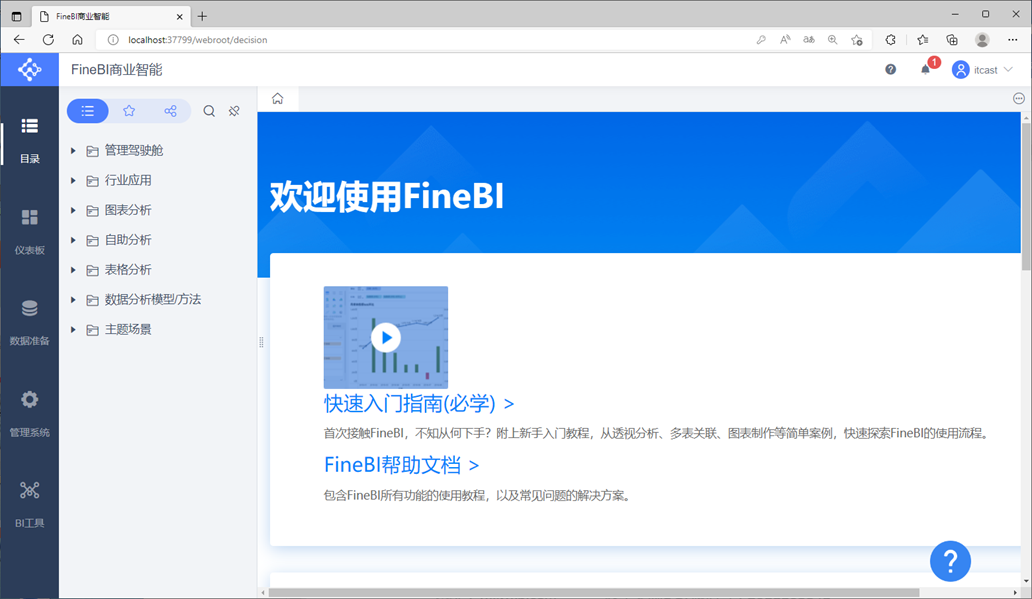 FineBI商业智能
localhost:37799/webroot/decision
FineBI商业智能
1
itcast
目录
仪表板
数据准备
管理系统
BI工具
管理驾驶舱
行业应用
图表分析
自助分析
表格分析
数据分析模型/方法
主题场景
欢迎使用FineBI
快速入门指南(必学) >
首次接触FineBI，不知从何下手？附上新手入门教程，从透视分析、多表关联、图表制作等简单案例，快速探索FineBI的使用流程。
FineBI帮助文档 >
包含FineBI所有功能的使用教程，以及常见问题的解决方案。
?